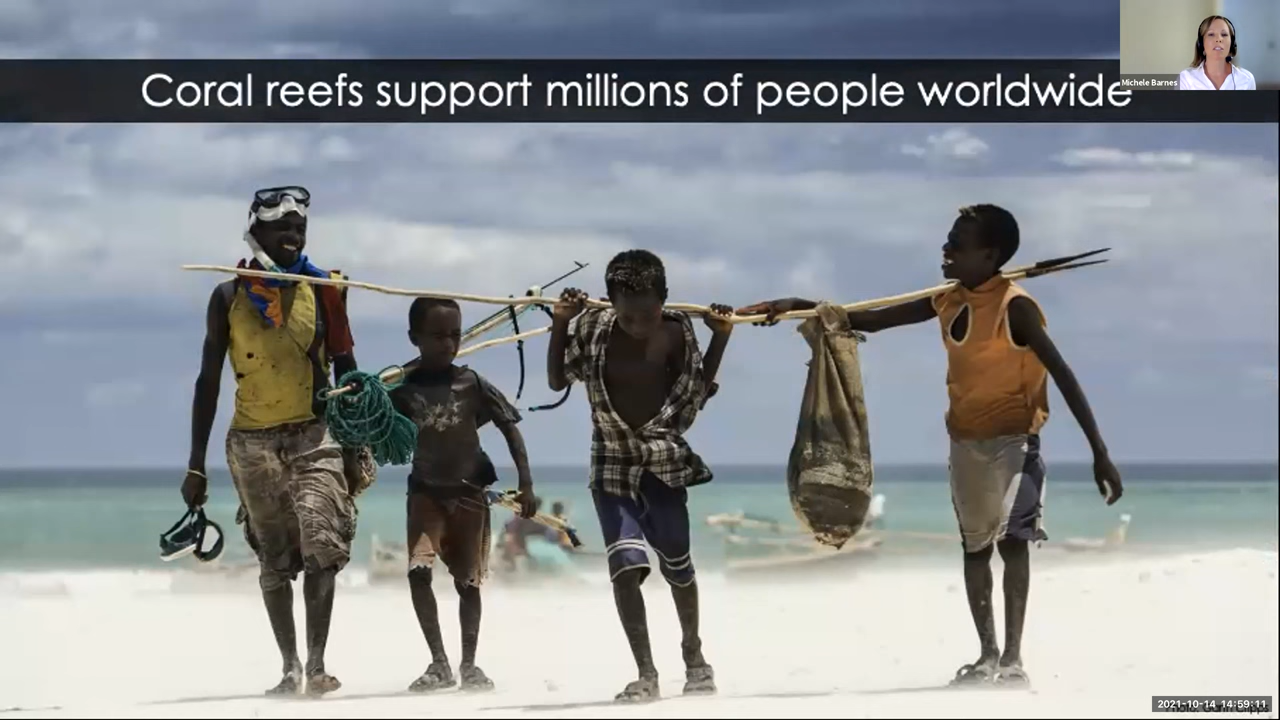 Coral reefs support millions of people worldwide
Michele Barnes
2021-10-14 14:59:11